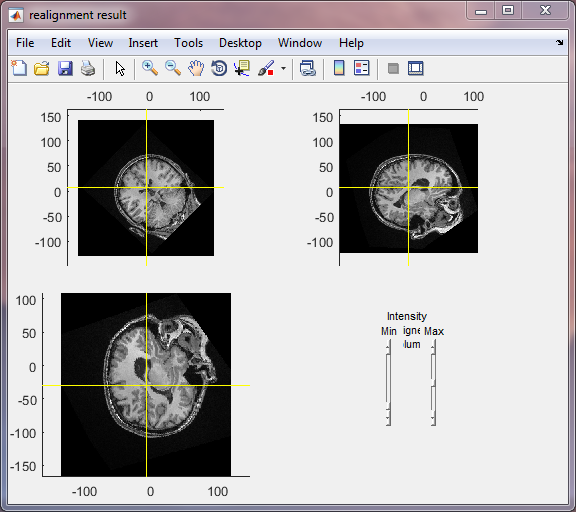 realignment result
File Edit View Insert Tools Desktop Window Help
-100 0 100
150
100
50
0
-50
-100
-100 0 100
150
100
50
0
-50
-100
100
50
0
-50
-100
-150
-100 0 100
Intensity
Min Max